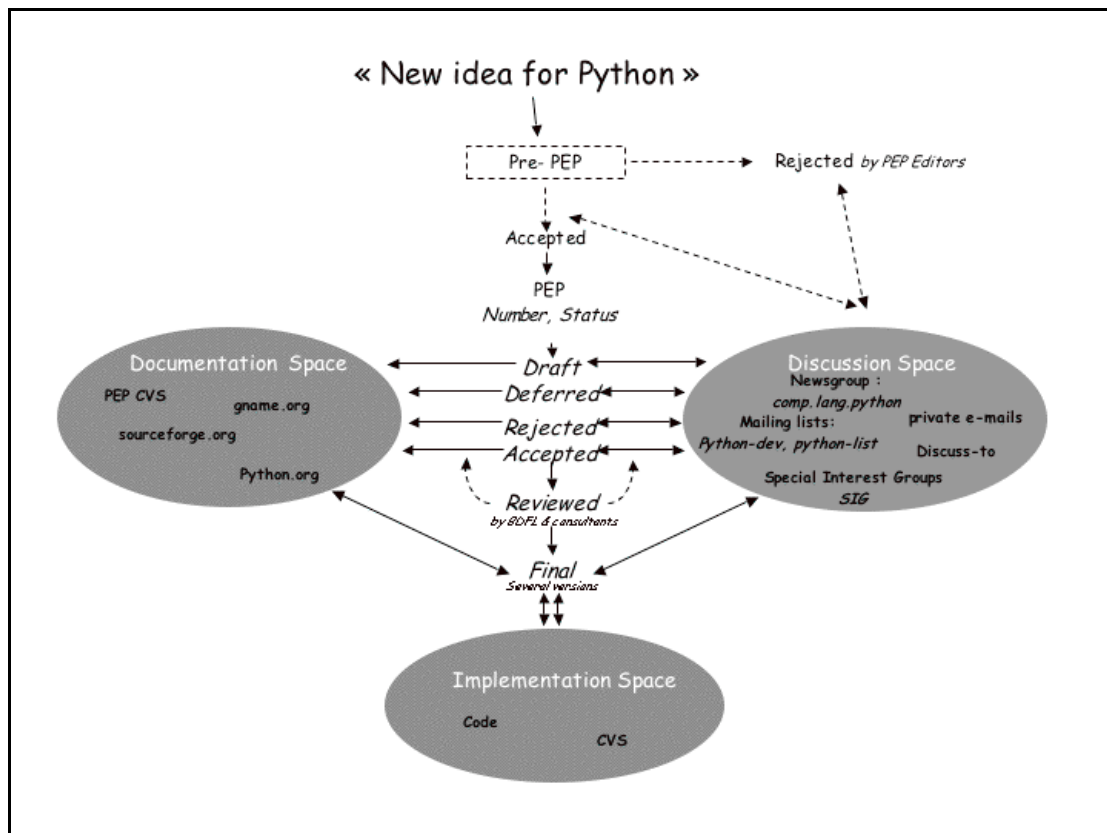 « New idea for Python »
Pre- PEP
Rejected by PEP Editors
Accepted
PEP
Number, Status
Documentation Space
PEP CVS
gname.org
sourceforge.org
Python.org
Draft
Deferred
Rejected
Accepted
Reviewed
by BDFL & consultants
Final
Several versions
Discussion Space
Newsgroup :
comp.lang.python
Mailing lists:
private e-mails
Python-dev, python-list
Discuss-to
Special Interest Groups
SIG
Implementation Space
Code
CVS